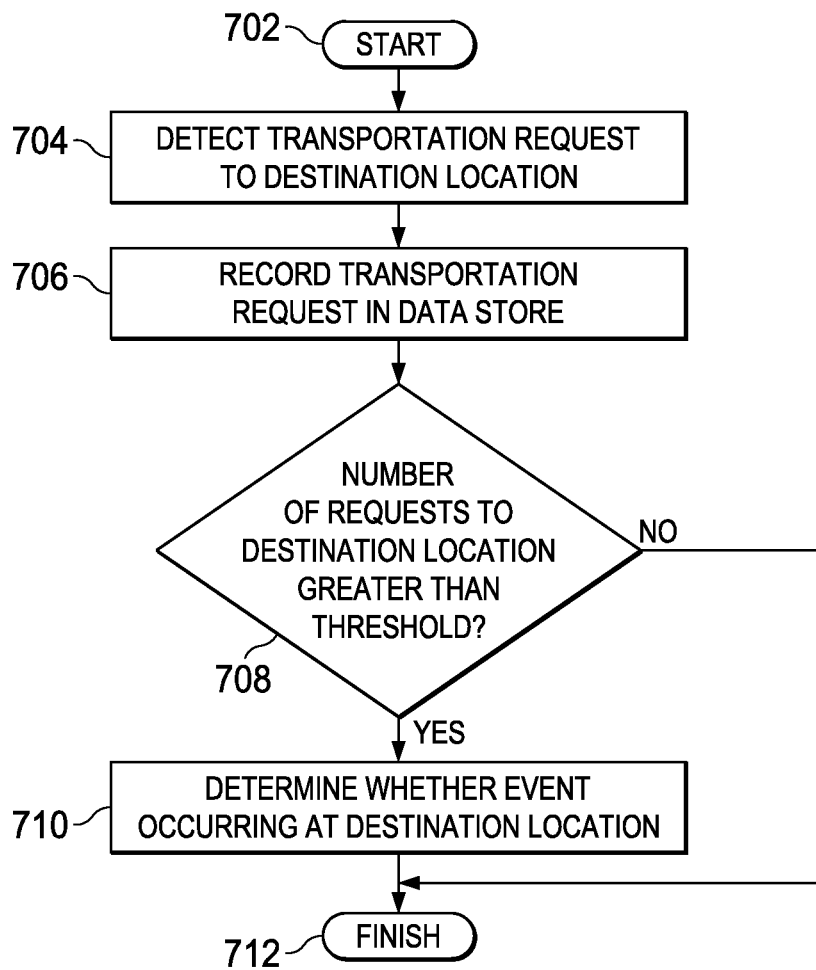 702
START
704
DETECT TRANSPORTATION REQUEST
TO DESTINATION LOCATION
706
RECORD TRANSPORTATION
REQUEST IN DATA STORE
NUMBER
OF REQUESTS TO
DESTINATION LOCATION
GREATER THAN
THRESHOLD?
NO
708
YES
710
DETERMINE WHETHER EVENT
OCCURRING AT DESTINATION LOCATION
712
FINISH